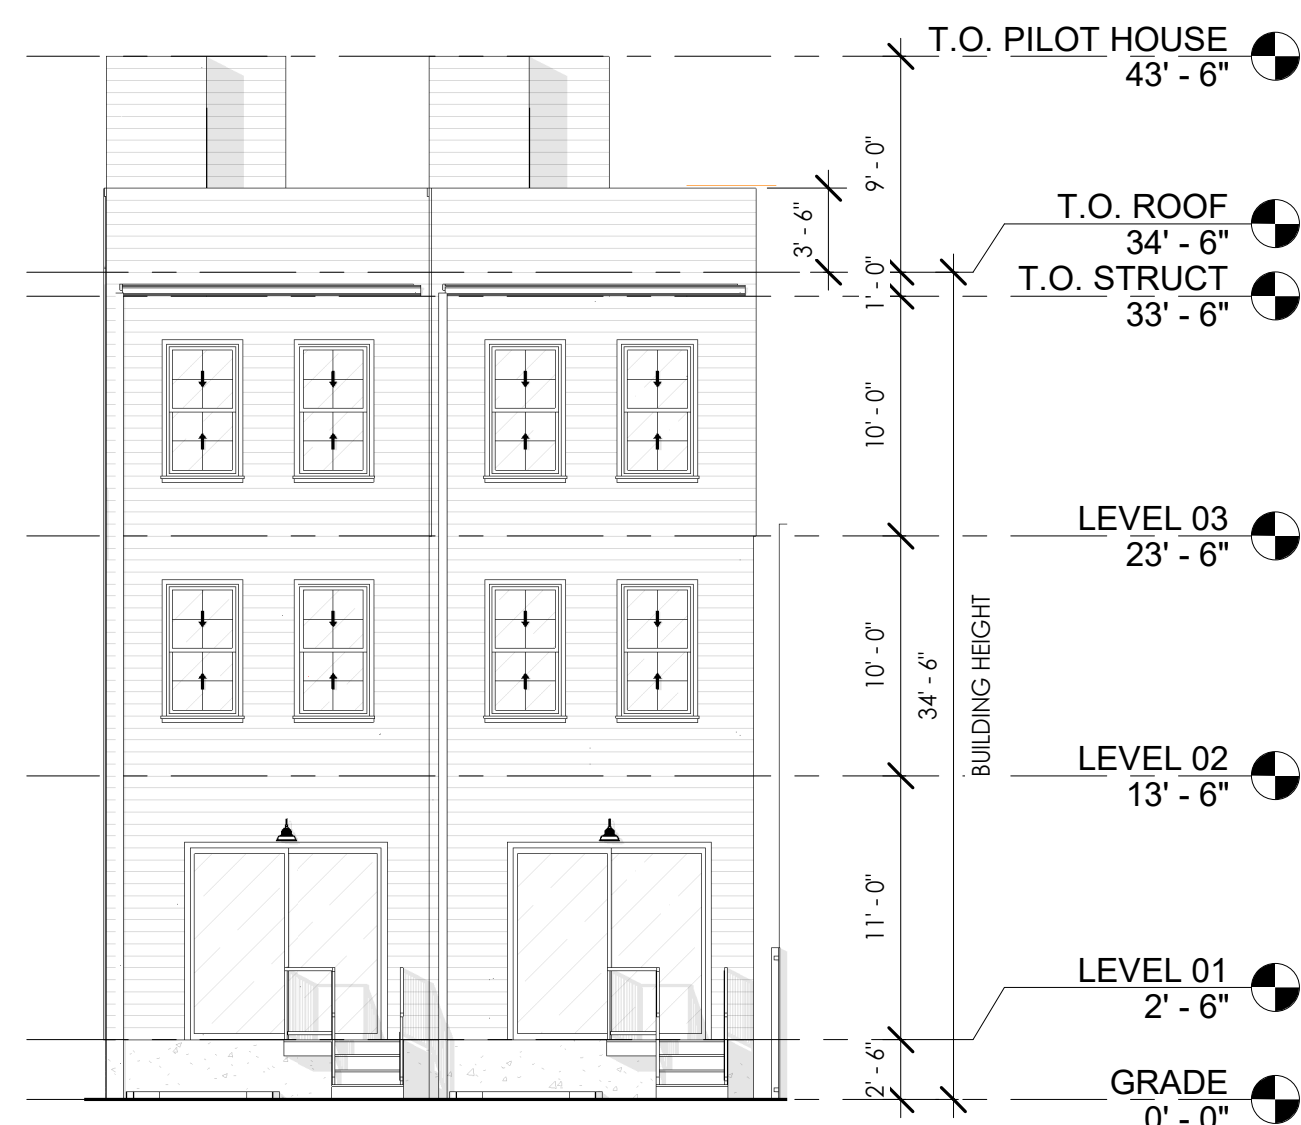 T.O. PILOT HOUSE
43' - 6"
9' - 0"
T.O. ROOF
34' - 6"
3' - 6"
1' - 0"
T.O. STRUCT
33' - 6"
10' - 0"
LEVEL 03
23' - 6"
10' - 0"
34' - 6"
BUILDING HEIGHT
LEVEL 02
13' - 6"
11' - 0"
LEVEL 01
2' - 6"
2' - 6"
GRADE
0' - 0"